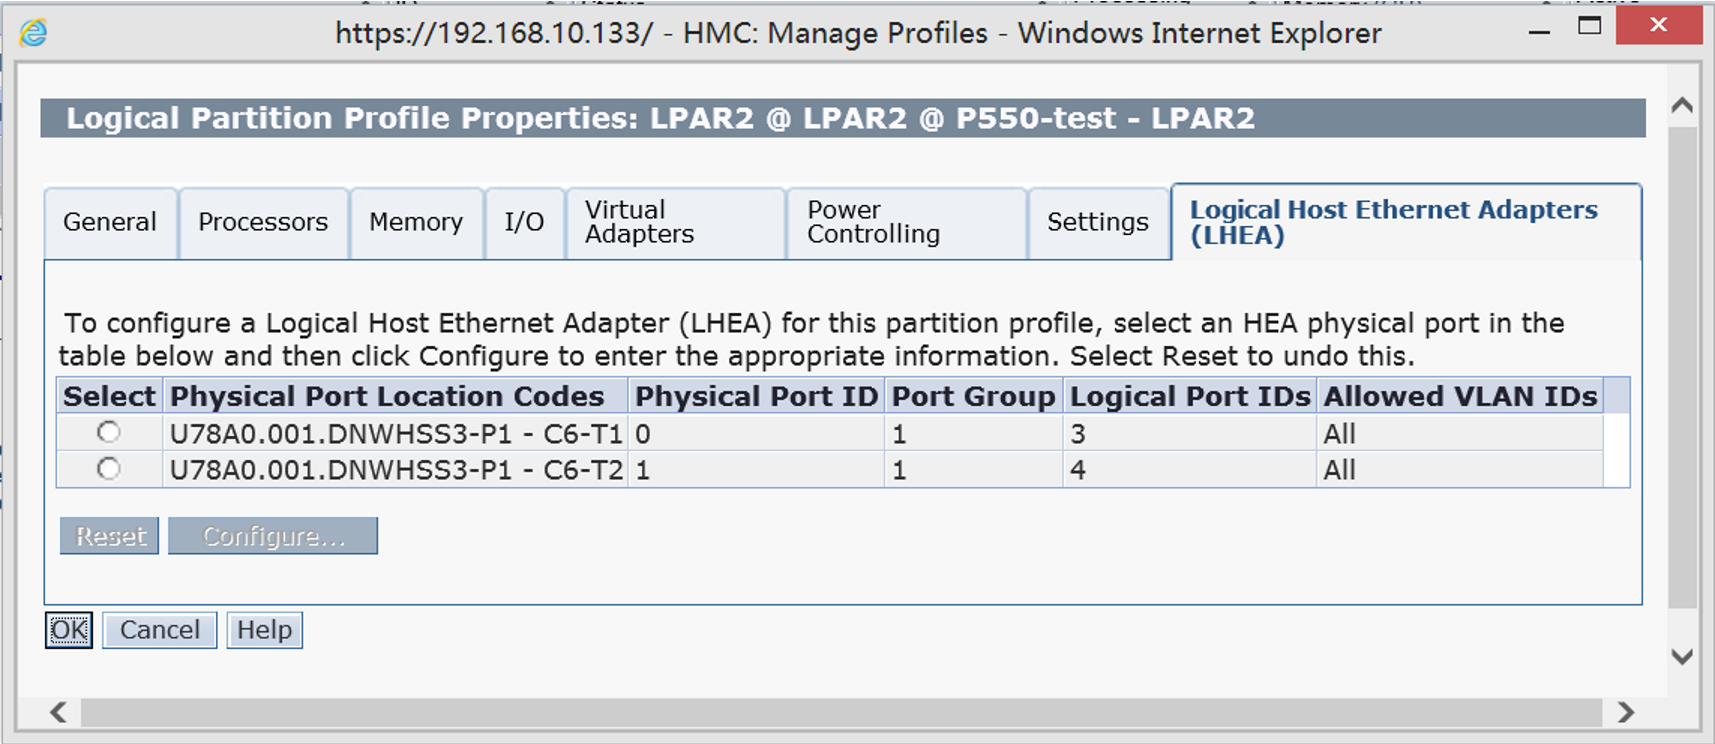 https://192.168.10.133/ - HMC: Manage Profiles - Windows Internet Explorer
Logical Partition Profile Properties: LPAR2 @ LPAR2 @ P550-test - LPAR2
General Processors Memory I/O Virtual Adapters Power Controlling Settings Logical Host Ethernet Adapters (LHEA)
To configure a Logical Host Ethernet Adapter (LHEA) for this partition profile, select an HEA physical port in the
table below and then click Configure to enter the appropriate information. Select Reset to undo this.
Select Physical Port Location Codes Physical Port ID Port Group Logical Port IDs Allowed VLAN IDs
U78A0.001.DNWHSS3-P1 - C6-T1 0 1 3 All
U78A0.001.DNWHSS3-P1 - C6-T2 1 1 4 All
Reset Configure...
OK Cancel Help